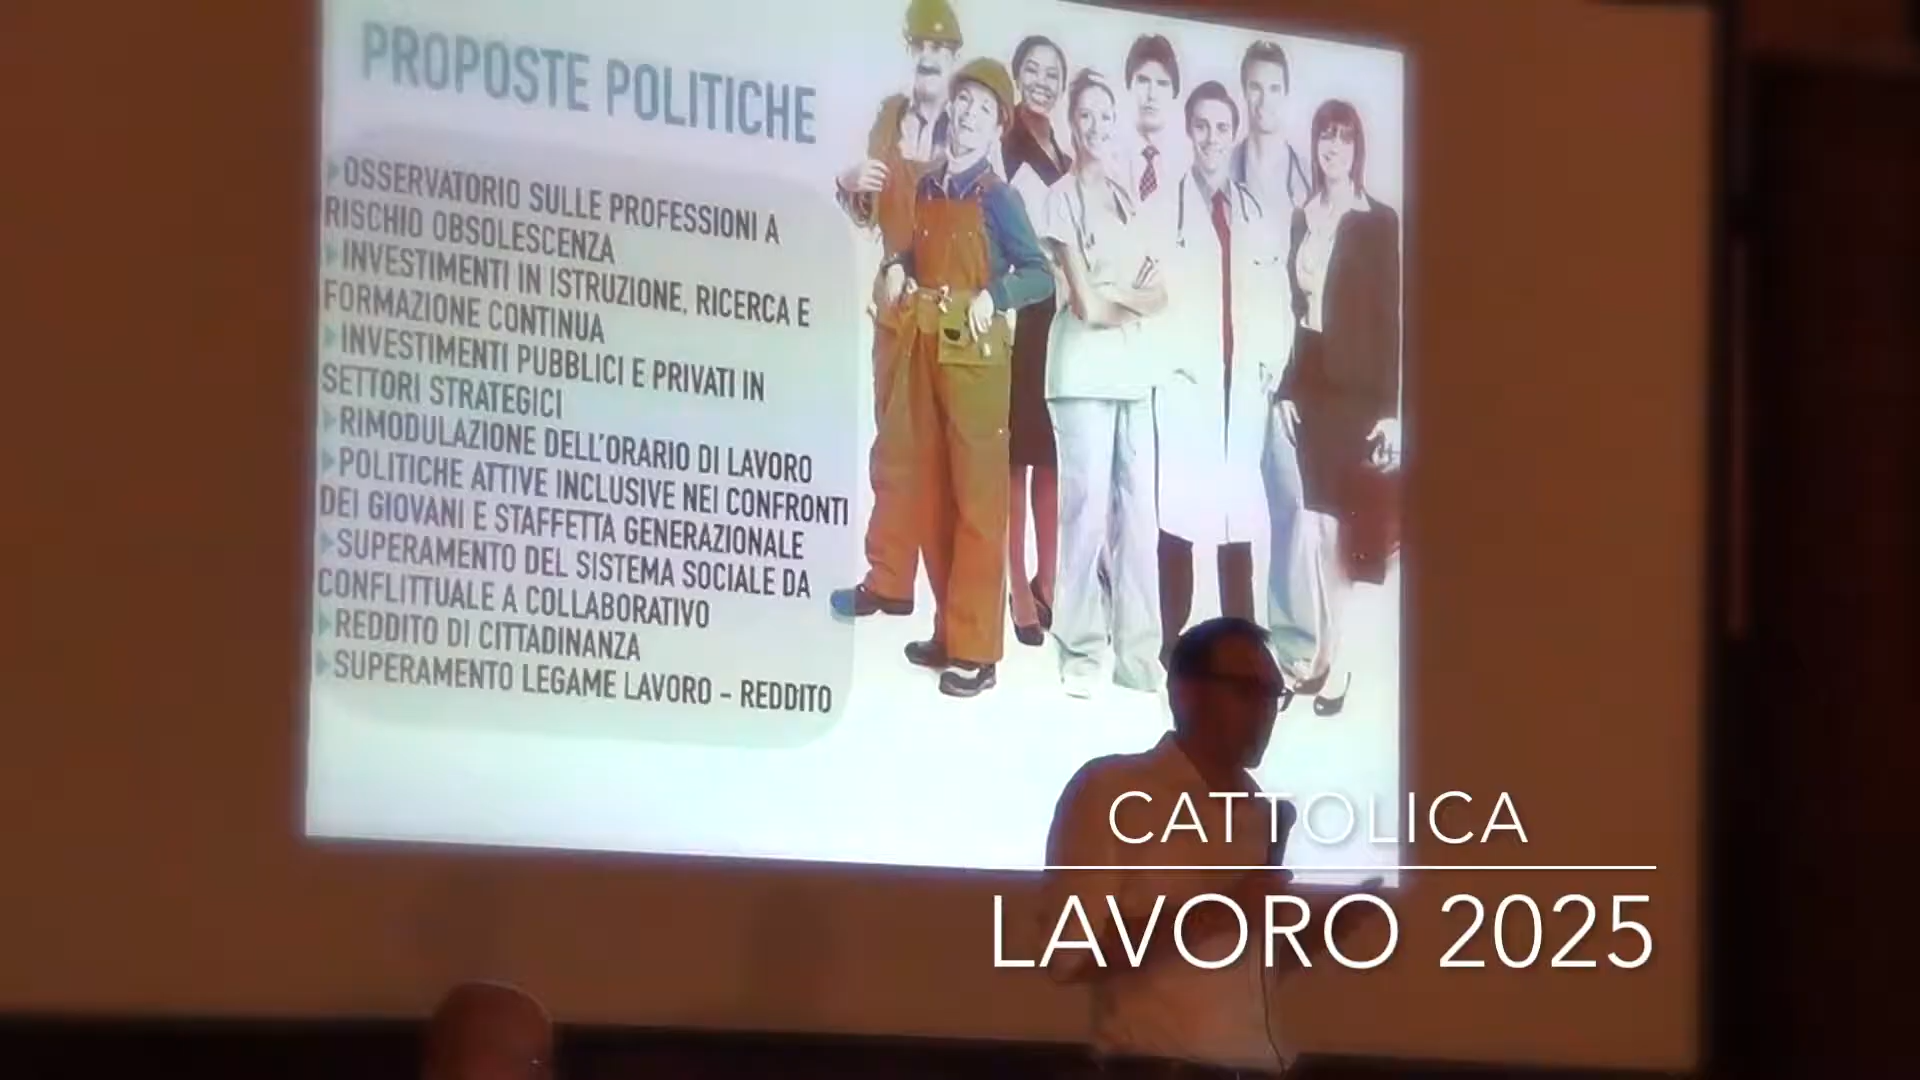 PROPOSTE POLITICHE
OSSERVATORIO SULLE PROFESSIONI A
RISCHIO OBSOLESCENZA
INVESTIMENTI IN ISTRUZIONE, RICERCA E
FORMAZIONE CONTINUA
INVESTIMENTI PUBBLICI E PRIVATI IN
SETTORI STRATEGICI
RIMODULAZIONE DELL'ORARIO DI LAVORO
POLITICHE ATTIVE INCLUSIVE NEI CONFRONTI
DEI GIOVANI E STAFFETTA GENERAZIONALE
SUPERAMENTO DEL SISTEMA SOCIALE DA
CONFLITTUALE A COLLABORATIVO
REDDITO DI CITTADINANZA
SUPERAMENTO LEGAME LAVORO - REDDITO
CATTOLICA
LAVORO 2025